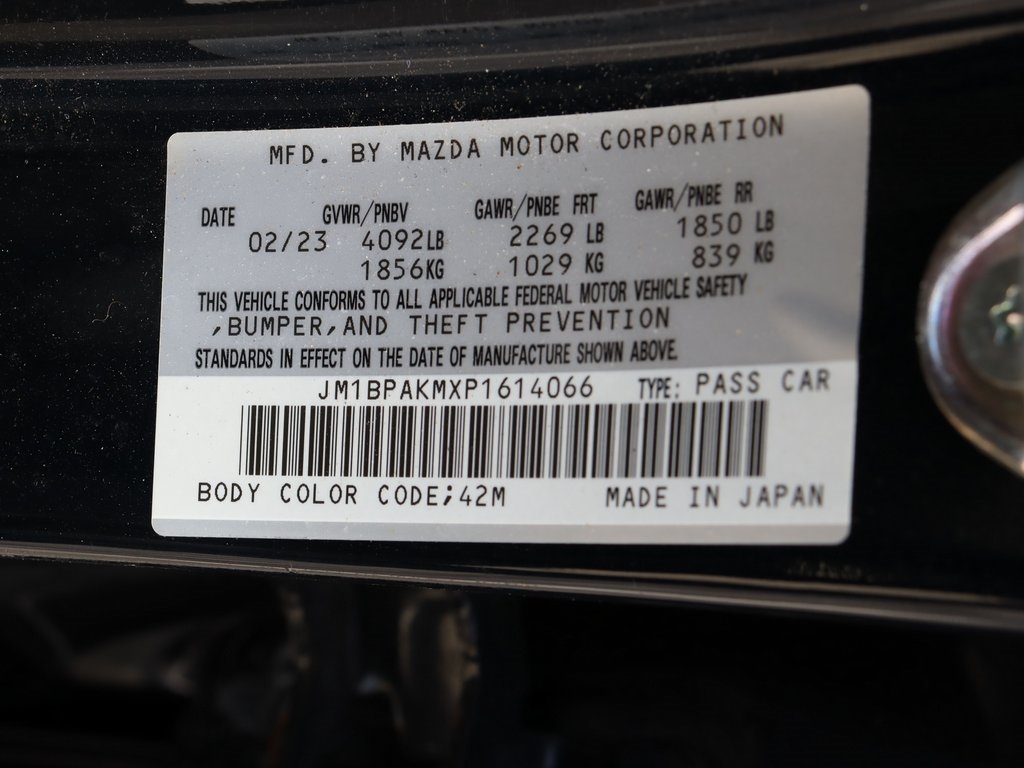 MFD. BY MAZDA MOTOR CORPORATION
DATE GVWR/PNBV GAWR/PNBE FRT GAWR/PNBE RR
02/23 4092LB 2269 LB 1850 LB
1856KG 1029 KG 839 KG
THIS VEHICLE CONFORMS TO ALL APPLICABLE FEDERAL MOTOR VEHICLE SAFETY
,BUMPER,AND THEFT PREVENTION
STANDARDS IN EFFECT ON THE DATE OF MANUFACTURE SHOWN ABOVE.
JM1BPAKMXP1614066 TYPE: PASS CAR
BODY COLOR CODE;42M MADE IN JAPAN